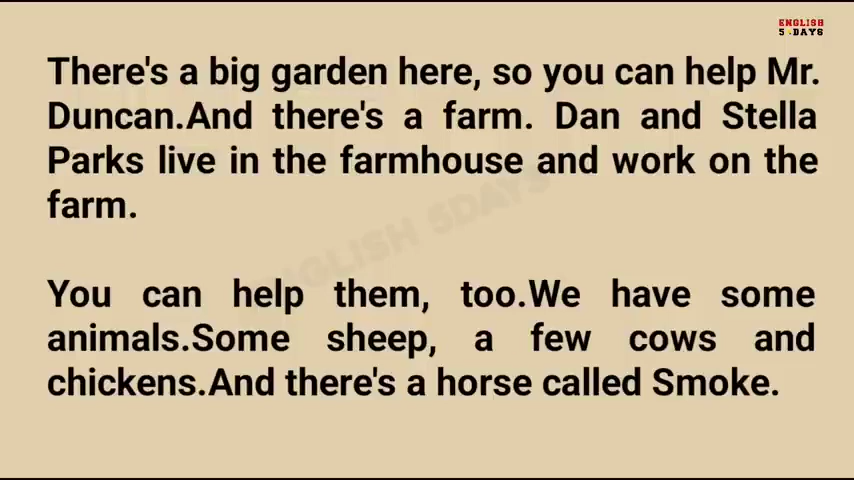 ENGLISH
5 DAYS
There's a big garden here, so you can help Mr.
Duncan.And there's a farm. Dan and Stella
Parks live in the farmhouse and work on the
farm.
You can help them, too.We have some
animals.Some sheep, a few cows and
chickens.And there's a horse called Smoke.
ENGLISH 5DAYS